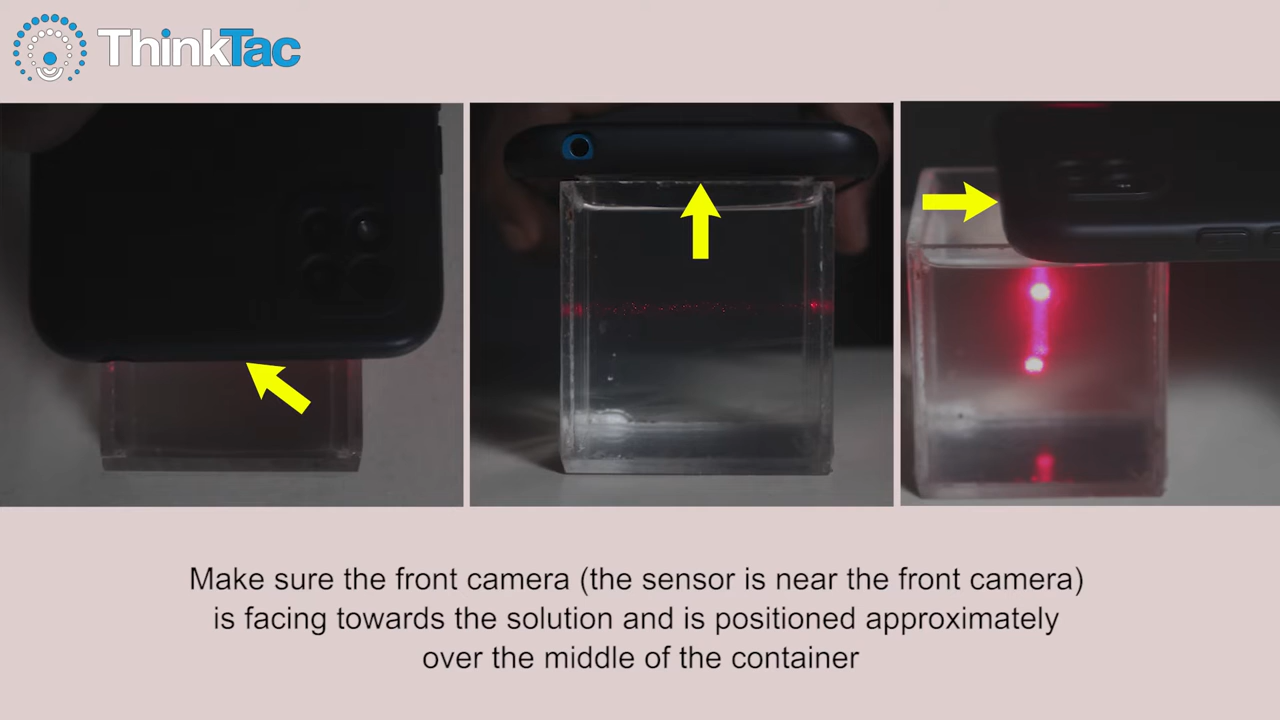 ThinkTac
Make sure the front camera (the sensor is near the front camera)
is facing towards the solution and is positioned approximately
over the middle of the container